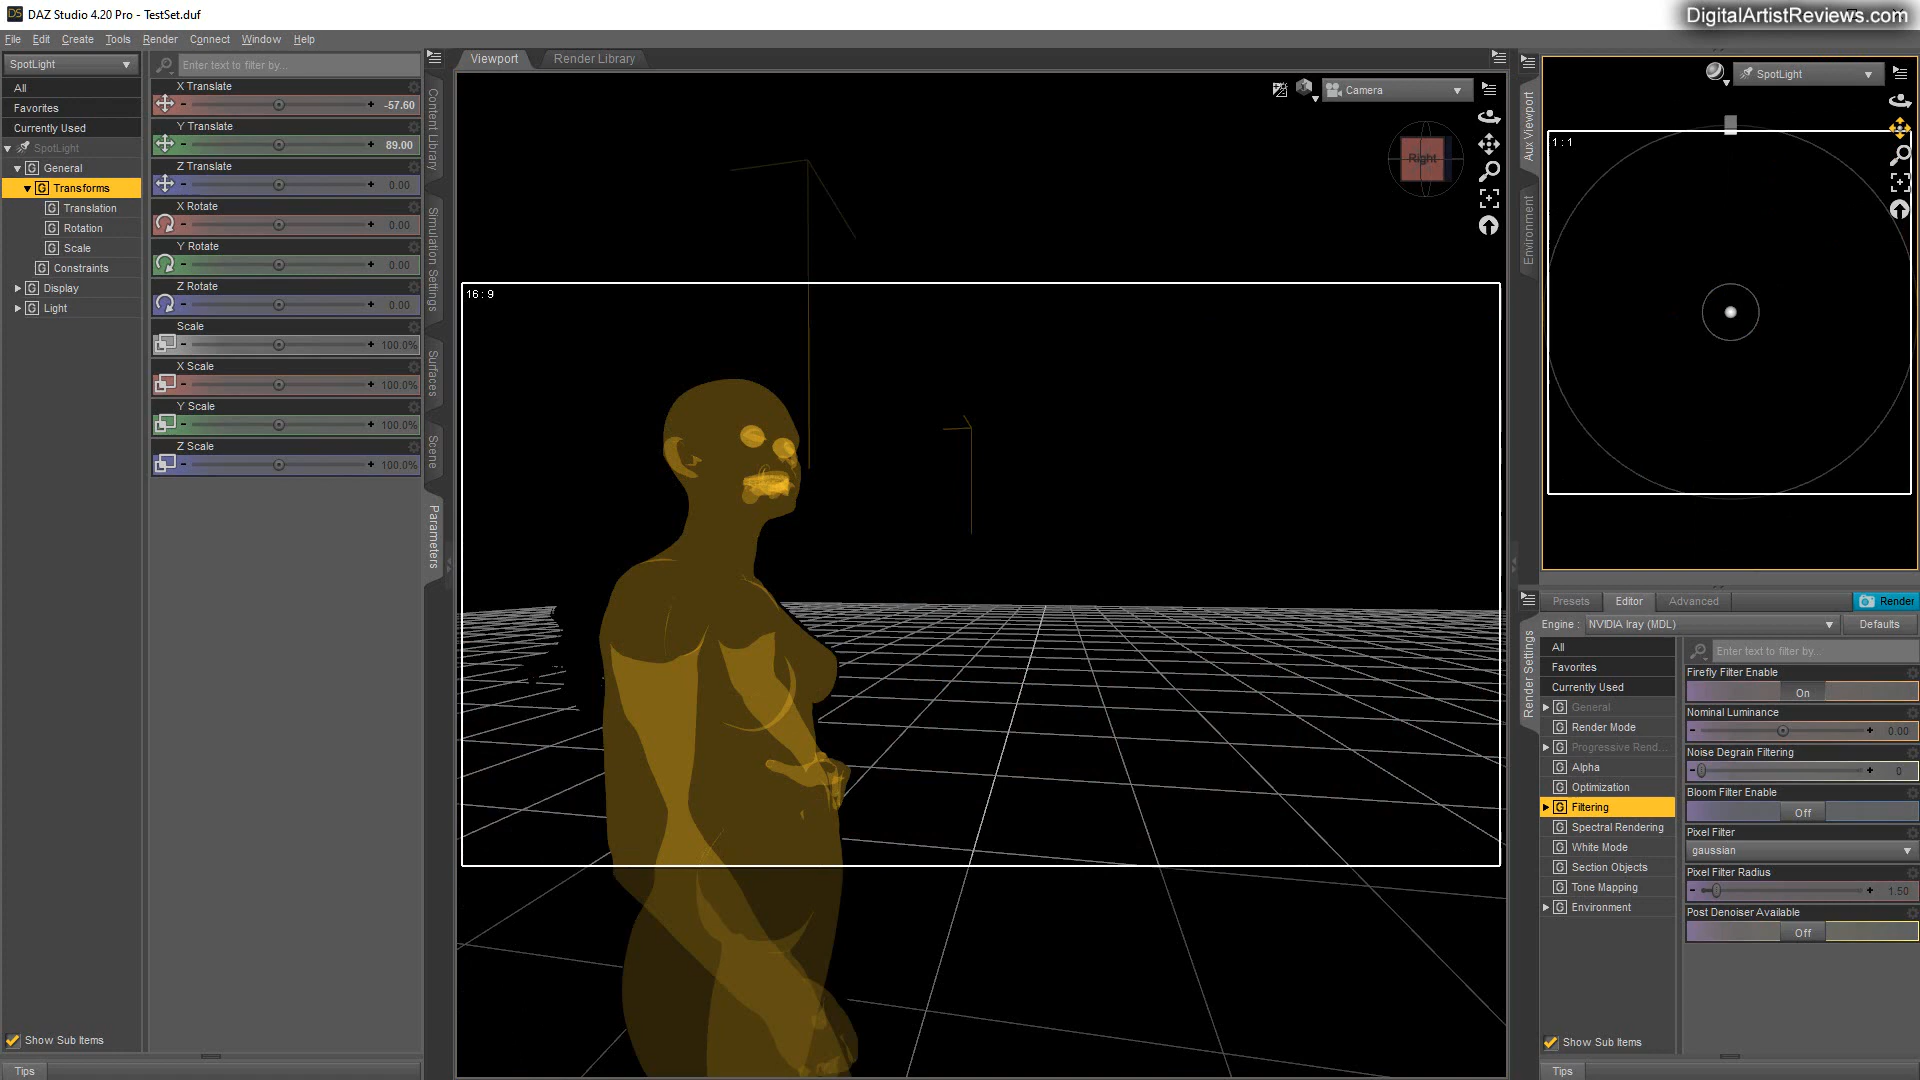 DAZ Studio 4.20 Pro - TestSet.duf
DigitalArtistReviews.com
File Edit Create Tools Render Connect Window Help
SpotLight
All
Favorites
Currently Used
SpotLight
General
Transforms
Translation
Rotation
Scale
Constraints
Display
Light
Show Sub Items
Tips
Enter text to filter by...
X Translate
-57.60
Y Translate
89.00
Z Translate
0.00
X Rotate
0.00
Y Rotate
0.00
Z Rotate
0.00
Scale
100.0%
X Scale
100.0%
Y Scale
100.0%
Z Scale
100.0%
Content Library
Simulation Settings
Surfaces
Scene
Parameters
Viewport Render Library
Camera
Right
16 : 9
Aux Viewport
Environment
SpotLight
1 : 1
Render Settings
Presets Editor Advanced Render
Engine : NVIDIA Iray (MDL) Defaults
All
Favorites
Currently Used
General
Render Mode
Progressive Rend...
Alpha
Optimization
Filtering
Spectral Rendering
White Mode
Section Objects
Tone Mapping
Environment
Show Sub Items
Tips
Enter text to filter by...
Firefly Filter Enable
On
Nominal Luminance
0.00
Noise Degrain Filtering
0
Bloom Filter Enable
Off
Pixel Filter
gaussian
Pixel Filter Radius
1.50
Post Denoiser Available
Off